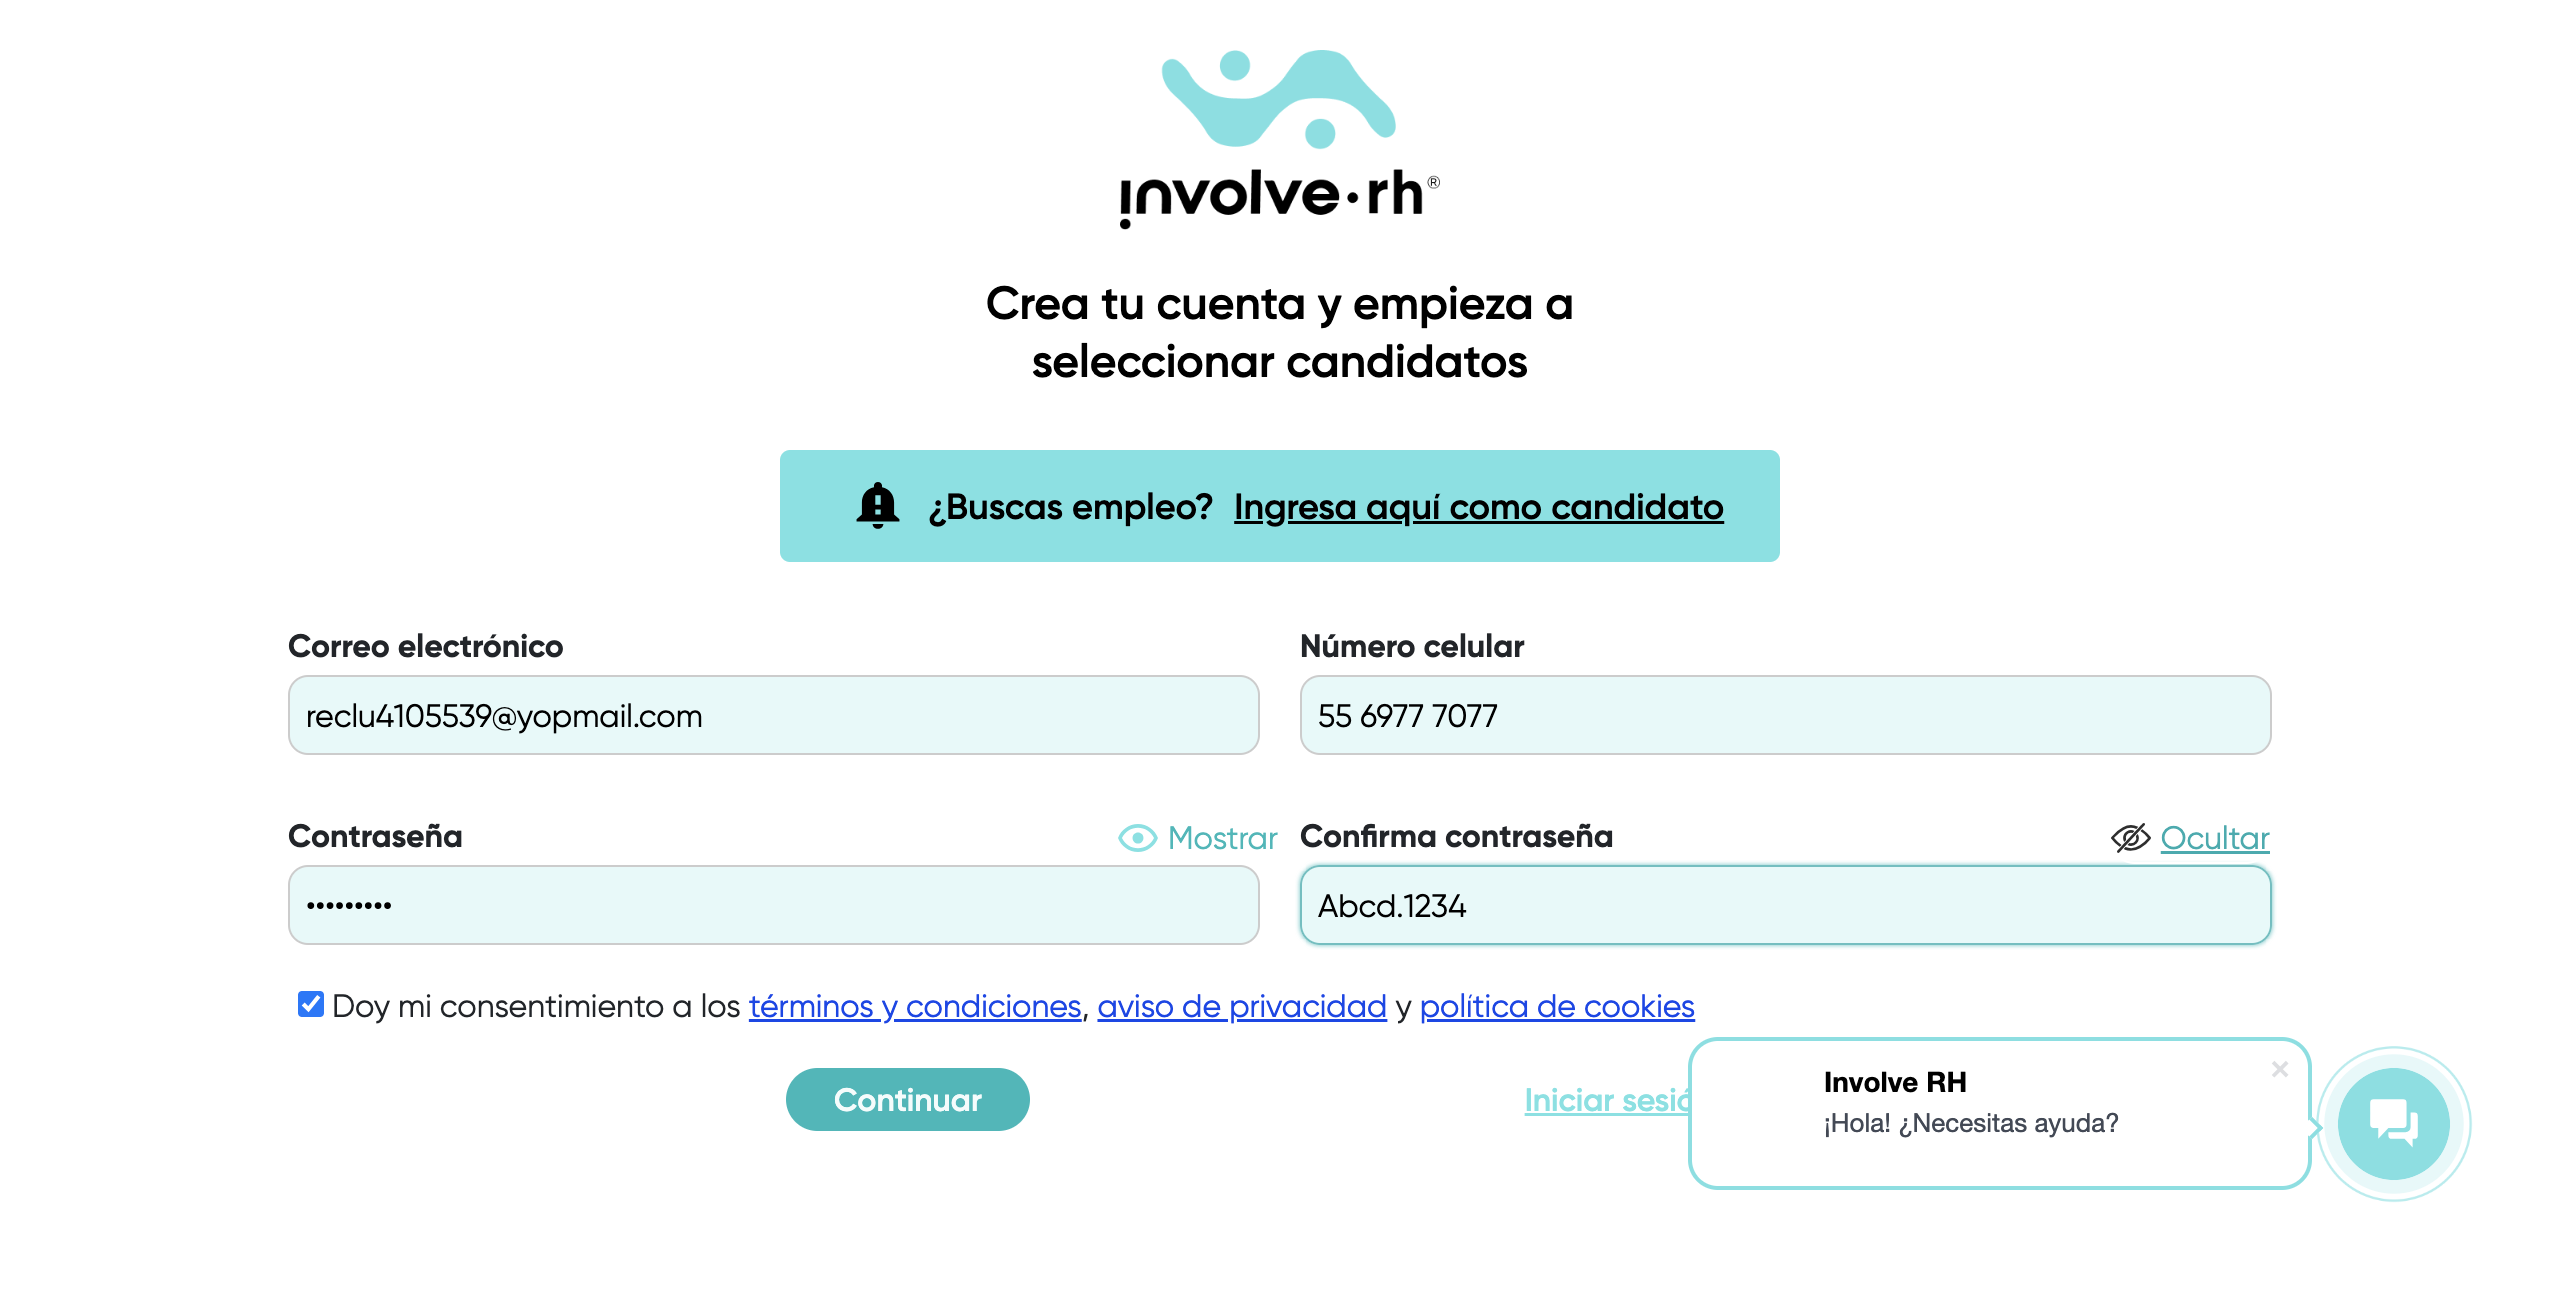 involve•rh®
Crea tu cuenta y empieza a
seleccionar candidatos
¿Buscas empleo? Ingresa aquí como candidato
Correo electrónico
Número celular
reclu4105539@yopmail.com
55 6977 7077
Contraseña
Mostrar
Confirma contraseña
Ocultar
•••••••••
Abcd.1234
Doy mi consentimiento a los términos y condiciones, aviso de privacidad y política de cookies
Continuar
Iniciar sesió
Involve RH
¡Hola! ¿Necesitas ayuda?